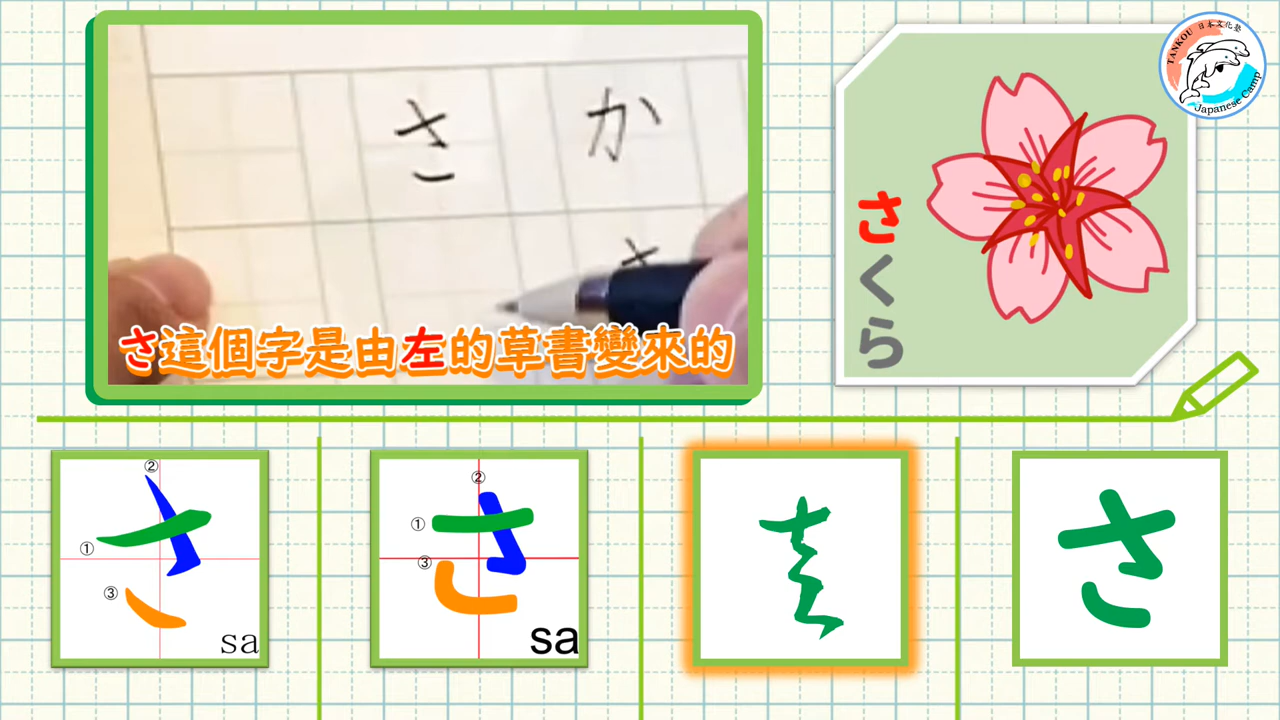 さ
か
さ這個字是由左的草書變來的
さくら
TANKOU 日本文化塾
Japanese Camp
① ② ③
sa
① ② ③
sa
さ